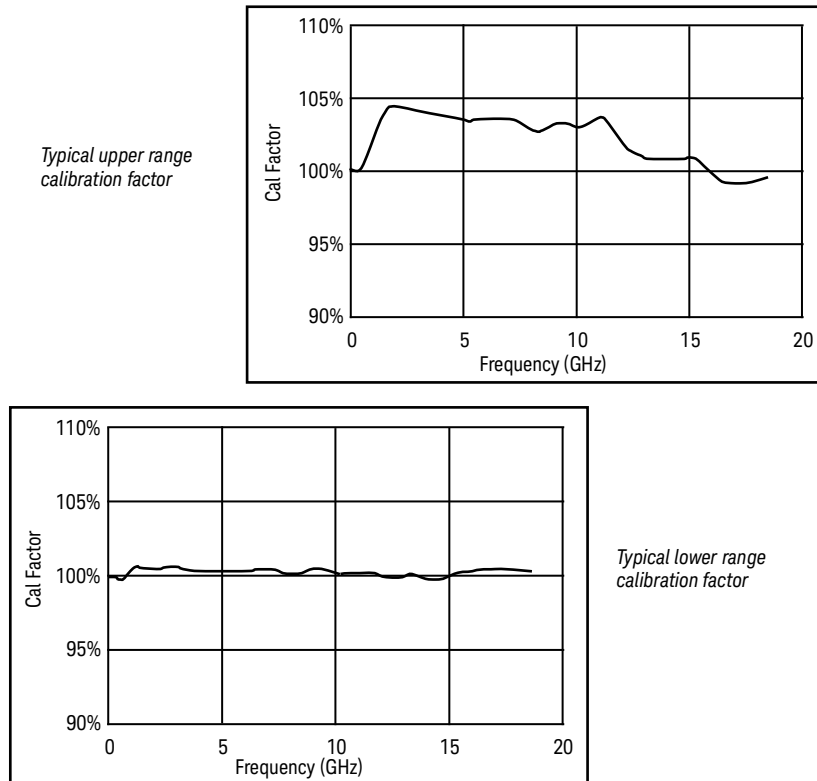 Typical upper range
calibration factor
Cal Factor
110%
105%
100%
95%
90%
0 5 10 15 20
Frequency (GHz)
Cal Factor
110%
105%
100%
95%
90%
0 5 10 15 20
Frequency (GHz)
Typical lower range
calibration factor